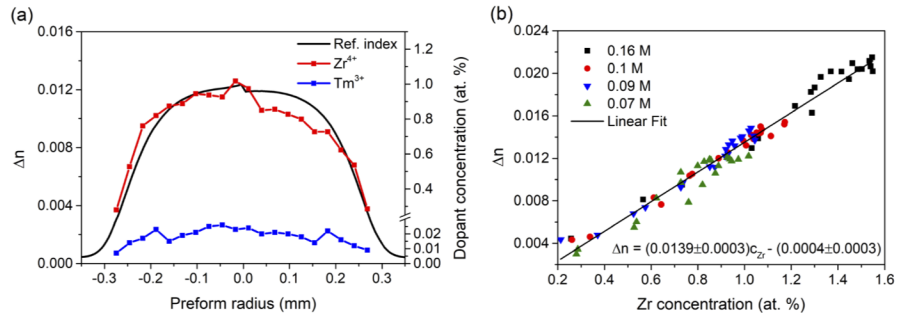 (a)
0.016
0.012
0.008
0.004
0.000
Δn
-0.3
-0.2
-0.1
0.0
0.1
0.2
0.3
Preform radius (mm)
Ref. index
Zr4+
Tm3+
1.0
0.8
0.6
0.4
0.02
0.01
0.00
Dopant concentration (at. %)
(b)
0.024
0.020
0.016
0.012
0.008
0.004
Δn
0.16 M
0.1 M
0.09 M
0.07 M
Linear Fit
Δn = (0.0139±0.0003)cZr - (0.0004±0.0003)
0.2
0.4
0.6
0.8
1.0
1.2
1.4
1.6
Zr concentration (at. %)